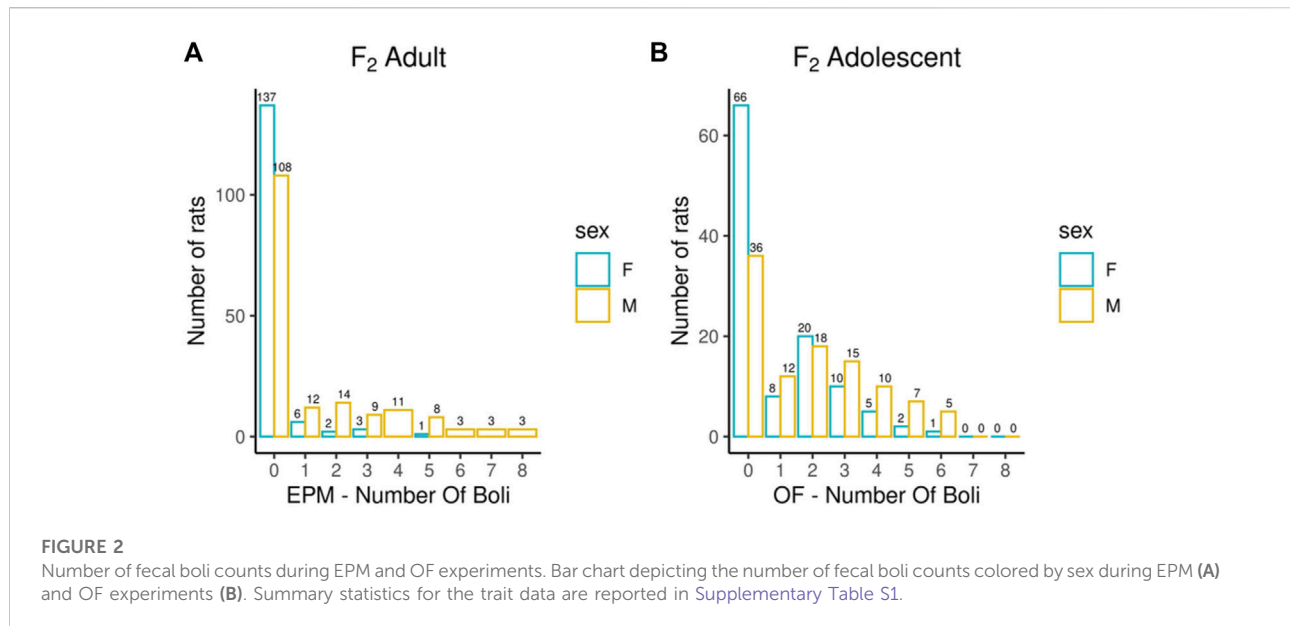 A
F₂ Adult
137
108
6
12
2
14
3
9
11
1
8
3
3
3
100
50
0
Number of rats
0 1 2 3 4 5 6 7 8
EPM - Number Of Boli
sex
F
M
B
F₂ Adolescent
66
36
8
12
20
18
10
15
5
10
2
7
1
5
0
0
0
0
60
40
20
0
Number of rats
0 1 2 3 4 5 6 7 8
OF - Number Of Boli
sex
F
M
FIGURE 2
Number of fecal boli counts during EPM and OF experiments. Bar chart depicting the number of fecal boli counts colored by sex during EPM (A)
and OF experiments (B). Summary statistics for the trait data are reported in Supplementary Table S1.